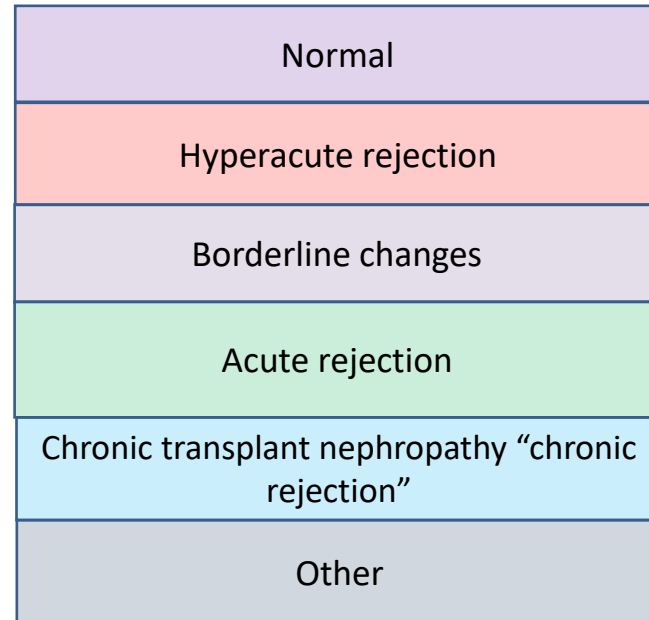 Normal
Hyperacute rejection
Borderline changes
Acute rejection
Chronic transplant nephropathy “chronic
rejection”
Other